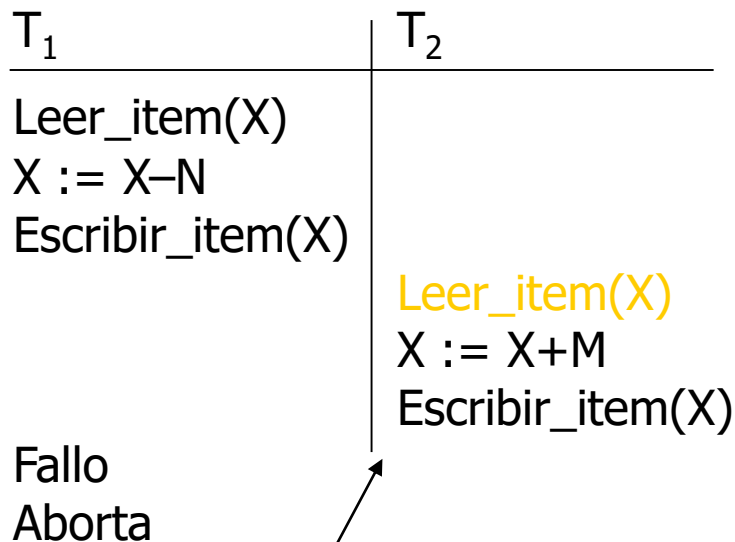 T₁ T₂
Leer_item(X)
X := X–N
Escribir_item(X)
Leer_item(X)
X := X+M
Escribir_item(X)
Fallo
Aborta